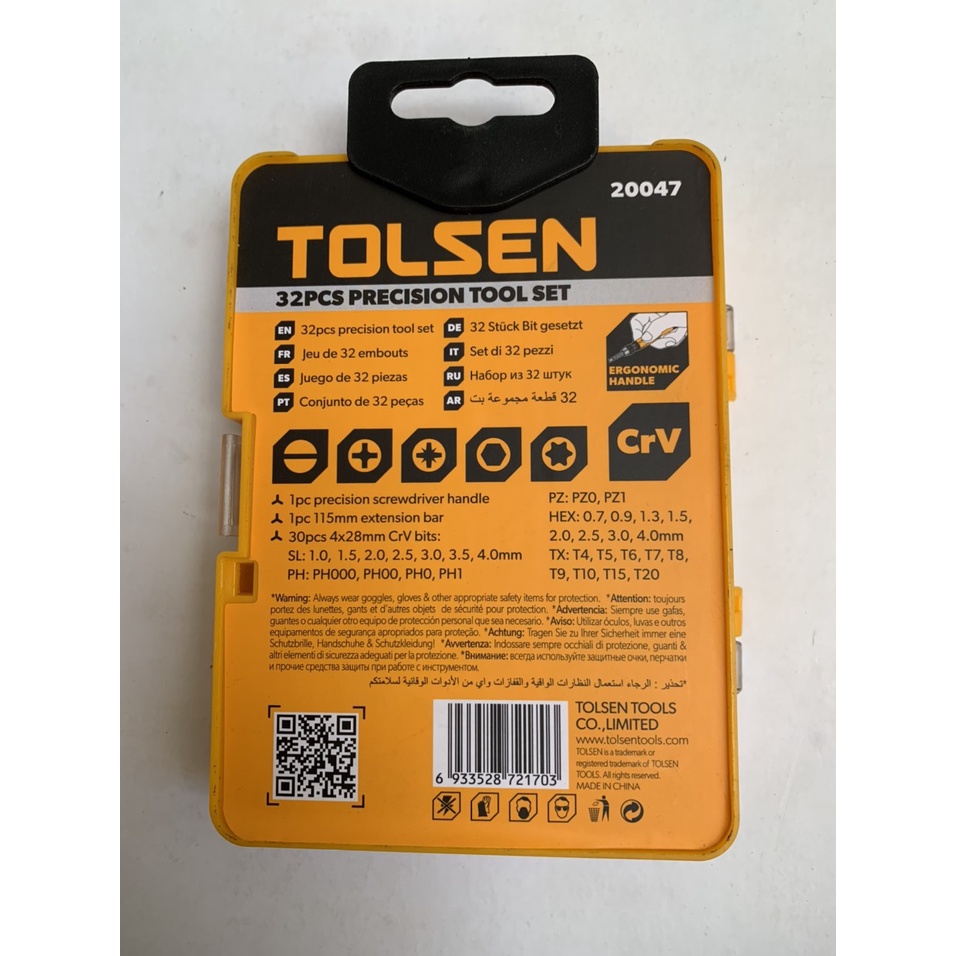 20047
TOLSEN
32PCS PRECISION TOOL SET
EN 32pcs precision tool set
FR Jeu de 32 embouts
ES Juego de 32 piezas
PT Conjunto de 32 peças
DE 32 Stück Bit gesetzt
IT Set di 32 pezzi
RU Набор из 32 штук
AR 32 قطعة مجموعة بت
ERGONOMIC
HANDLE
CrV
1pc precision screwdriver handle
1pc 115mm extension bar
30pcs 4x28mm CrV bits:
SL: 1.0, 1.5, 2.0, 2.5, 3.0, 3.5, 4.0mm
PH: PH000, PH00, PH0, PH1
PZ: PZ0, PZ1
HEX: 0.7, 0.9, 1.3, 1.5,
2.0, 2.5, 3.0, 4.0mm
TX: T4, T5, T6, T7, T8,
T9, T10, T15, T20
*Warning: Always wear goggles, gloves & other appropriate safety items for protection. *Attention: toujours
portez des lunettes, gants et d'autres objets de sécurité pour protection. *Advertencia: Siempre use gafas,
guantes o cualquier otro equipo de protección personal que sea necesario. *Aviso: Utilizar óculos, luvas e outros
equipamentos de segurança apropriados para proteção. *Achtung: Tragen Sie zu Ihrer Sicherheit immer eine
Schutzbrille, Handschuhe & Schutzkleidung! *Avvertenza: Indossare sempre occhiali di protezione, guanti &
altri elementi di sicurezza adeguati per la protezione. *Внимание: всегда используйте защитные очки, перчатки
и прочие средства защиты при работе с инструментом.
*تحذير : الرجاء استعمال النظارات الواقية والقفازات واي من الأدوات الوقائية لسلامتكم
6 933528 721703
TOLSEN TOOLS
CO.,LIMITED
www.tolsentools.com
TOLSEN is a trademark or
registered trademark of TOLSEN
TOOLS. All rights reserved.
MADE IN CHINA